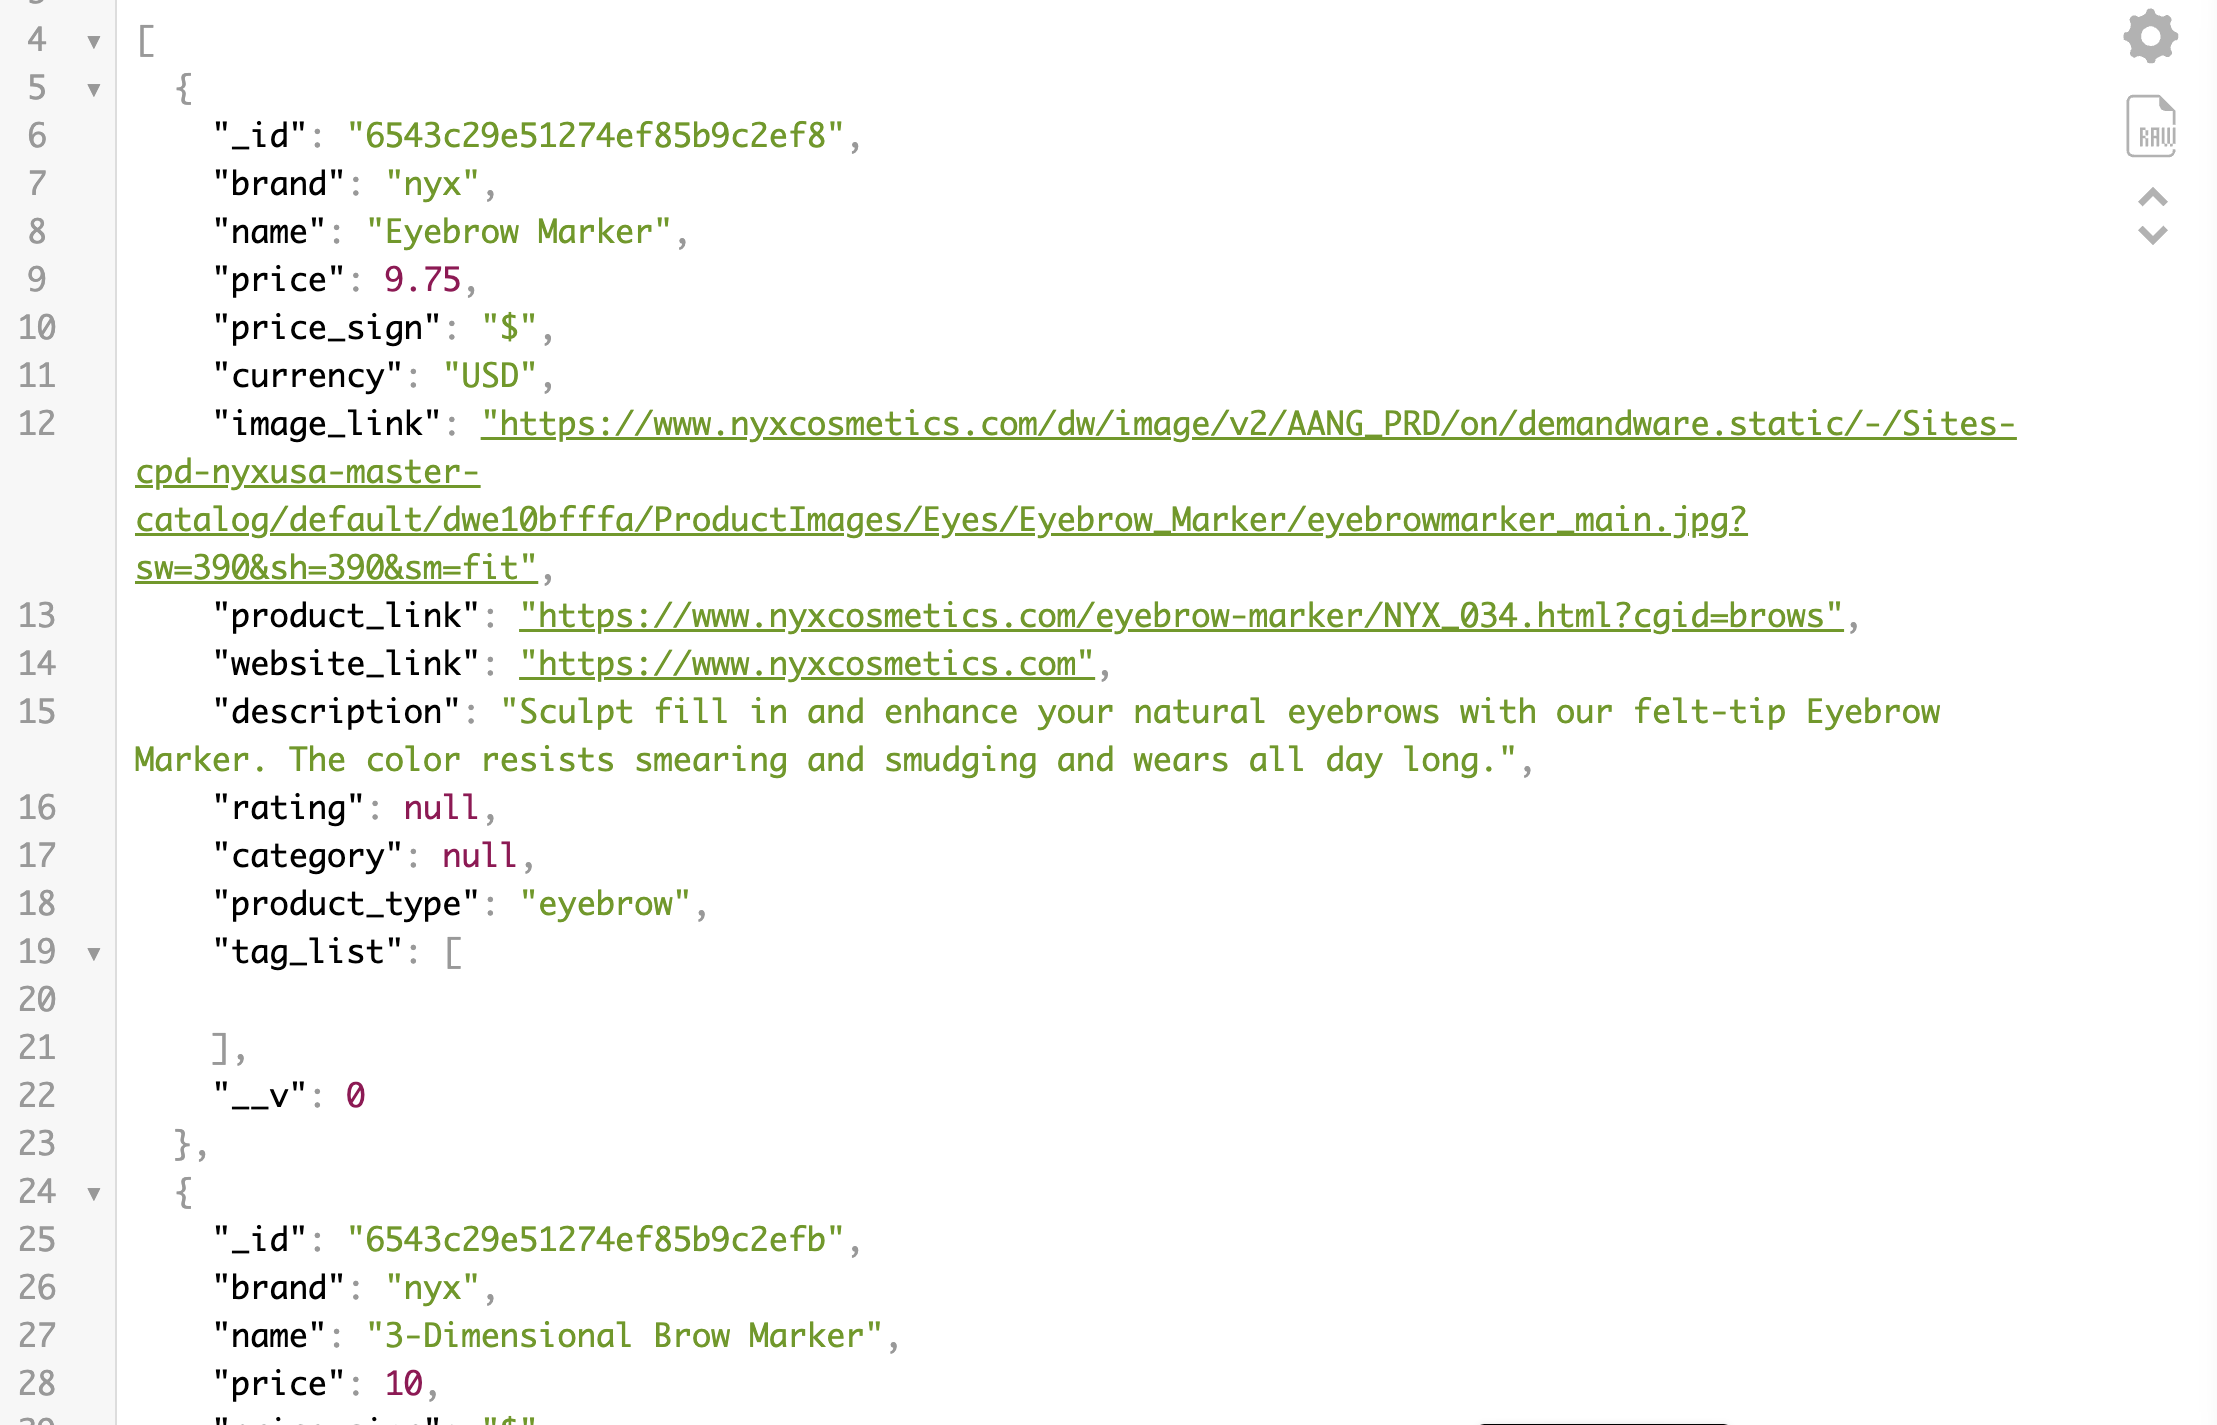 4 [
5 {
6 "_id": "6543c29e51274ef85b9c2ef8",
7 "brand": "nyx",
8 "name": "Eyebrow Marker",
9 "price": 9.75,
10 "price_sign": "$",
11 "currency": "USD",
12 "image_link": "https://www.nyxcosmetics.com/dw/image/v2/AANG_PRD/on/demandware.static/-/Sites-
cpd-nyxusa-master-
catalog/default/dwe10bfffa/ProductImages/Eyes/Eyebrow_Marker/eyebrowmarker_main.jpg?
sw=390&sh=390&sm=fit",
13 "product_link": "https://www.nyxcosmetics.com/eyebrow-marker/NYX_034.html?cgid=brows",
14 "website_link": "https://www.nyxcosmetics.com",
15 "description": "Sculpt fill in and enhance your natural eyebrows with our felt-tip Eyebrow
Marker. The color resists smearing and smudging and wears all day long.",
16 "rating": null,
17 "category": null,
18 "product_type": "eyebrow",
19 "tag_list": [
20
21 ],
22 "__v": 0
23 },
24 {
25 "_id": "6543c29e51274ef85b9c2efb",
26 "brand": "nyx",
27 "name": "3-Dimensional Brow Marker",
28 "price": 10,
RAW